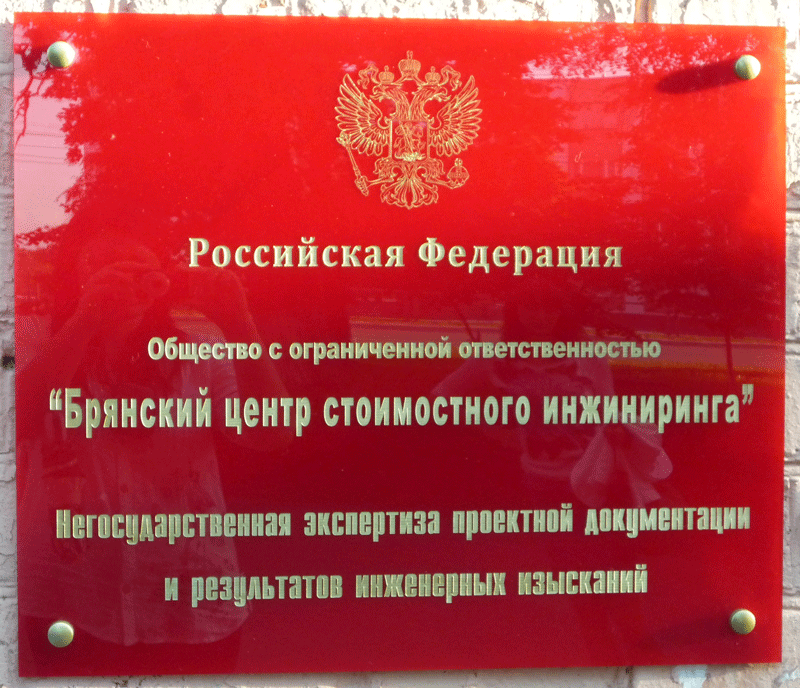 Российская Федерация
Общество с ограниченной ответственностью
“Брянский центр стоимостного инжиниринга”
Негосударственная экспертиза проектной документации
и результатов инженерных изысканий